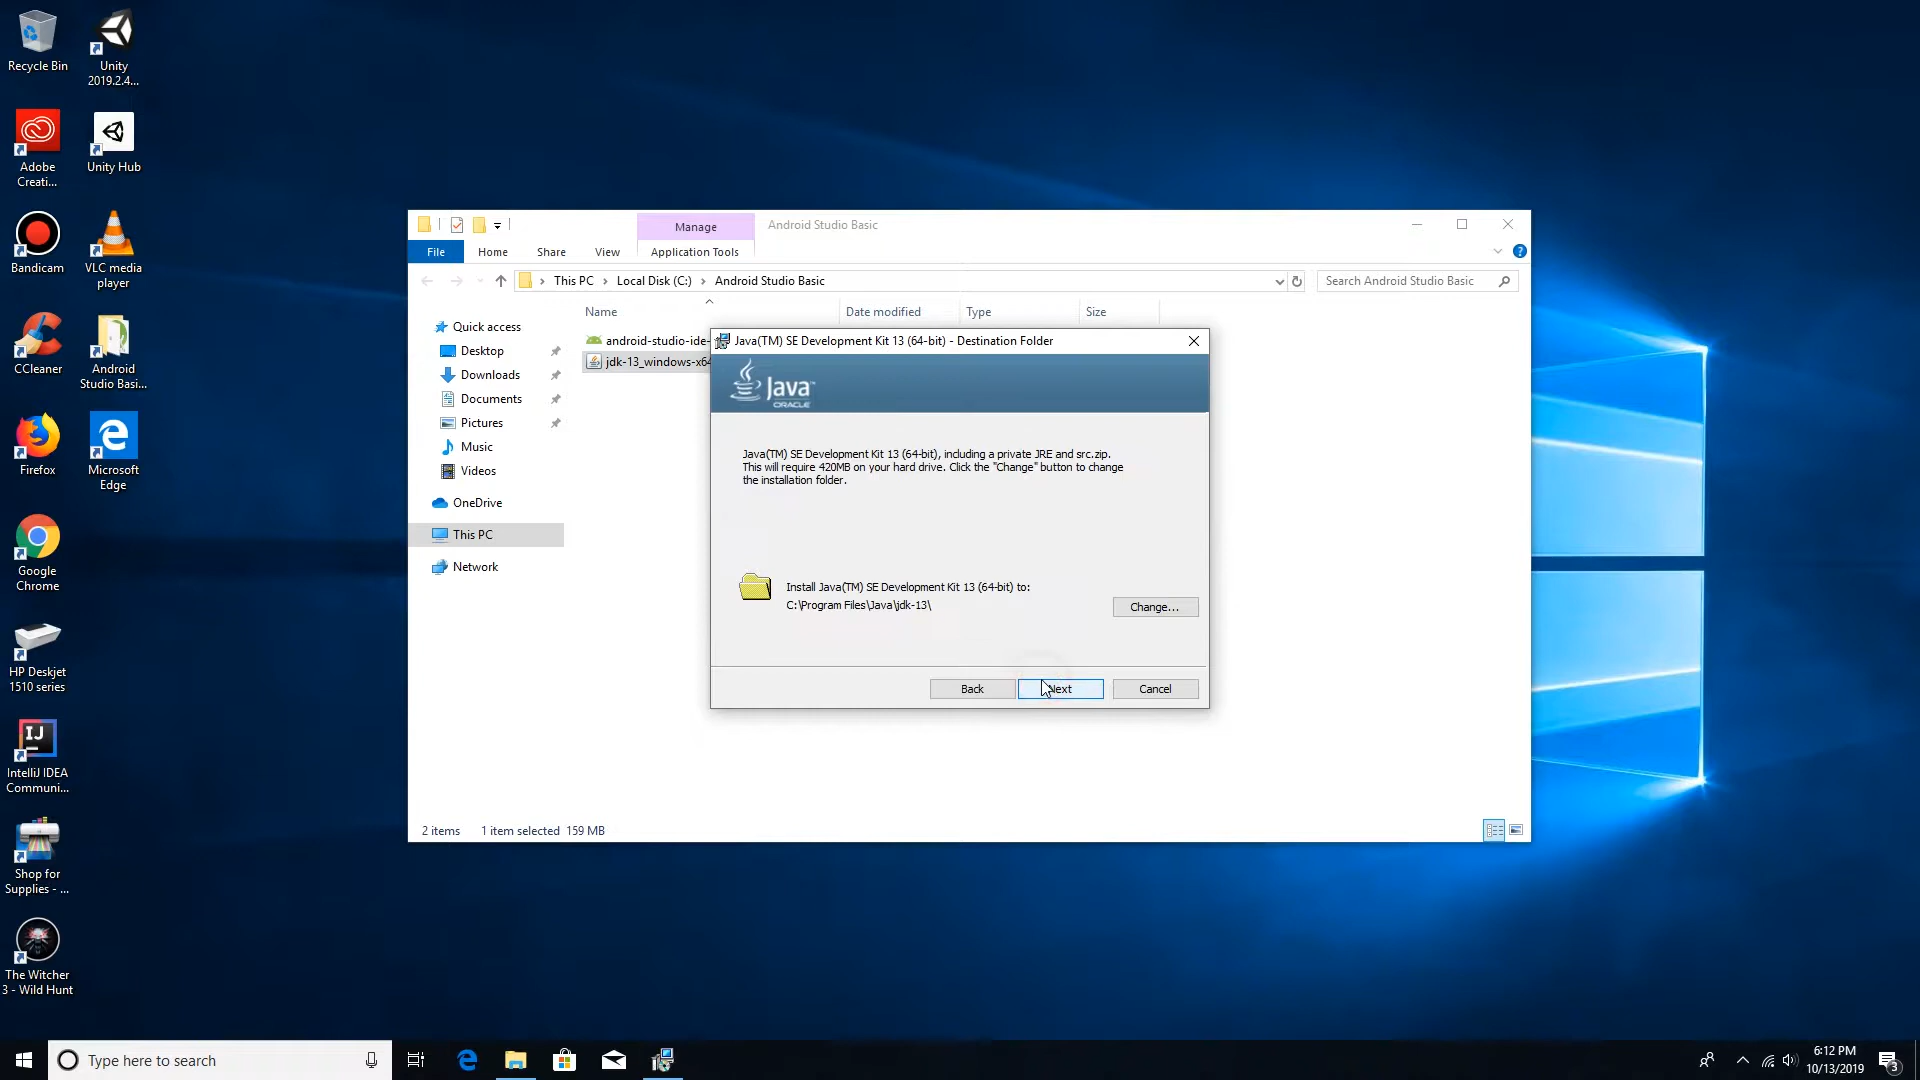 Recycle Bin
Unity
2019.2.4...
Adobe
Creati...
Unity Hub
Bandicam
VLC media
player
CCleaner
Android
Studio Basi...
Firefox
Microsoft
Edge
Google
Chrome
HP Deskjet
1510 series
IJ
IntelliJ IDEA
Communi...
Shop for
Supplies - ...
The Witcher
3 - Wild Hunt
Manage
Android Studio Basic
File
Home
Share
View
Application Tools
This PC
Local Disk (C:)
Android Studio Basic
Search Android Studio Basic
Name
Date modified
Type
Size
Quick access
Desktop
Downloads
Documents
Pictures
Music
Videos
OneDrive
This PC
Network
android-studio-ide-
jdk-13_windows-x64
Java(TM) SE Development Kit 13 (64-bit) - Destination Folder
Java™
ORACLE
Java(TM) SE Development Kit 13 (64-bit), including a private JRE and src.zip.
This will require 420MB on your hard drive. Click the "Change" button to change
the installation folder.
Install Java(TM) SE Development Kit 13 (64-bit) to:
C:\Program Files\Java\jdk-13\
Change...
Back
Next
Cancel
2 items
1 item selected 159 MB
Type here to search
6:12 PM
10/13/2019
3